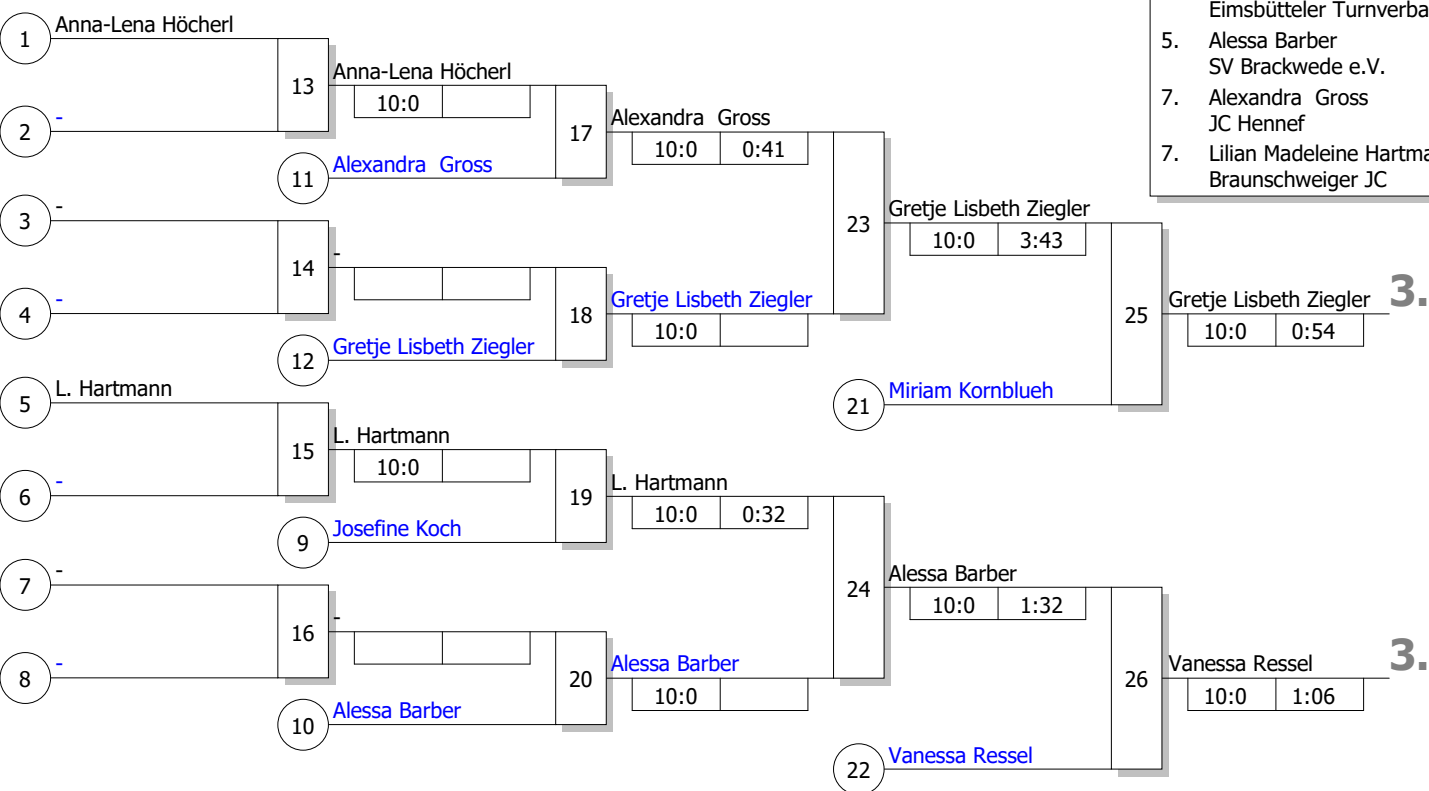 Anna-Lena Höcherl
1
-
2
13
Anna-Lena Höcherl
10:0
Alexandra  Gross
11
17
Alexandra  Gross
10:0 0:41
-
3
-
4
14
-
Gretje Lisbeth Ziegler
12
18
Gretje Lisbeth Ziegler
10:0
23
Gretje Lisbeth Ziegler
10:0 3:43
Miriam Kornblueh
21
25
Gretje Lisbeth Ziegler
10:0 0:54
3.
L. Hartmann
5
-
6
15
L. Hartmann
10:0
Josefine Koch
9
19
L. Hartmann
10:0 0:32
-
7
-
8
16
-
Alessa Barber
10
20
Alessa Barber
10:0
24
Alessa Barber
10:0 1:32
Vanessa Ressel
22
26
Vanessa Ressel
10:0 1:06
3.
Eimsbütteler Turnverba
5. Alessa Barber
SV Brackwede e.V.
7. Alexandra  Gross
JC Hennef
7. Lilian Madeleine Hartma
Braunschweiger JC